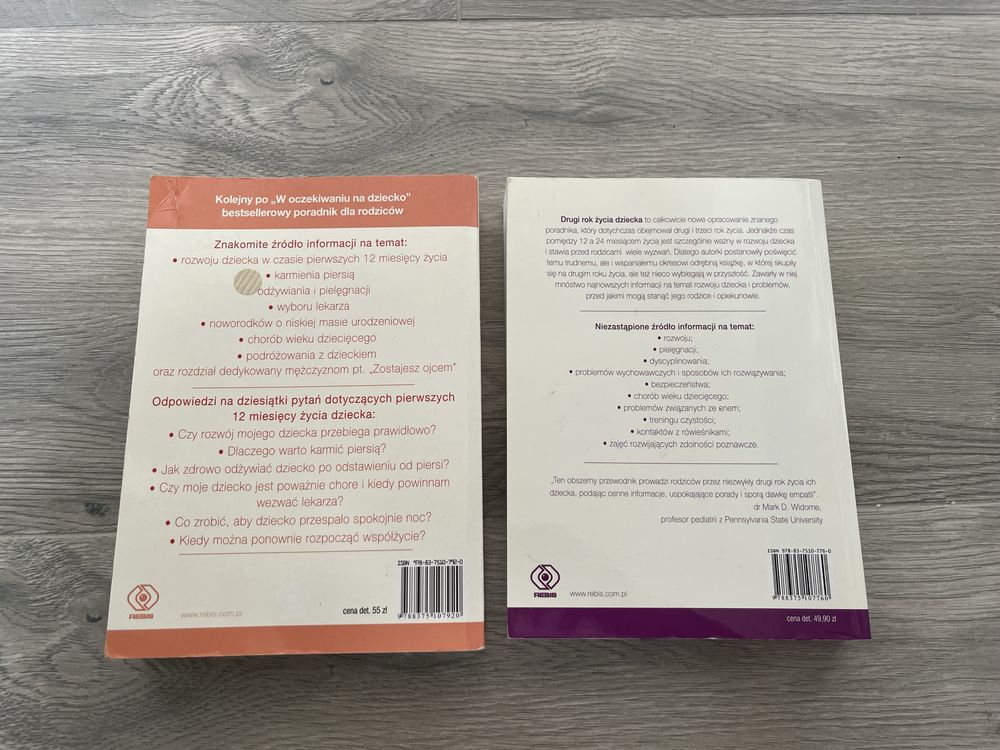 Kolejny po „W oczekiwaniu na dziecko"
bestsellerowy poradnik dla rodziców
Znakomite źródło informacji na temat:
• rozwoju dziecka w czasie pierwszych 12 miesięcy życia
• karmienia piersią
odżywiania i pielęgnacji
• wyboru lekarza
• noworodków o niskiej masie urodzeniowej
• chorób wieku dziecięcego
• podróżowania z dzieckiem
oraz rozdział dedykowany mężczyznom pt. „Zostajesz ojcem"
Odpowiedzi na dziesiątki pytań dotyczących pierwszych
12 miesięcy życia dziecka:
• Czy rozwój mojego dziecka przebiega prawidłowo?
• Dlaczego warto karmić piersią?
• Jak zdrowo odżywiać dziecko po odstawieniu od piersi?
• Czy moje dziecko jest poważnie chore i kiedy powinnam
wezwać lekarza?
• Co zrobić, aby dziecko przespało spokojnie noc?
• Kiedy można ponownie rozpocząć współżycie?
ISBN 978-83-7510-792-0
REBIS
www.rebis.com.pl
cena det. 55 zł
9 788375 107920
Drugi rok życia dziecka to całkowicie nowe opracowanie znanego
poradnika, który dotychczas obejmował drugi i trzeci rok życia. Jednakże czas
pomiędzy 12 a 24 miesiącem życia jest szczególnie ważny w rozwoju dziecka
i stawia przed rodzicami wiele wyzwań. Dlatego autorki postanowiły poświęcić
temu trudnemu, ale i wspaniałemu okresowi odrębną książkę, w której skupiły
się na drugim roku życia, ale też nieco wybiegają w przyszłość. Zawarły w niej
mnóstwo najnowszych informacji na temat rozwoju dziecka i problemów,
przed jakimi mogą stanąć jego rodzice i opiekunowie.
Niezastąpione źródło informacji na temat:
• rozwoju;
• pielęgnacji;
• dyscyplinowania;
• problemów wychowawczych i sposobów ich rozwiązywania;
• bezpieczeństwa;
• chorób wieku dziecięcego;
• problemów związanych ze snem;
• treningu czystości;
• kontaktów z rówieśnikami;
• zajęć rozwijających zdolności poznawcze.
„Ten obszerny przewodnik prowadzi rodziców przez niezwykły drugi rok życia ich
dziecka, podając cenne informacje, uspokajające porady i sporą dawkę empatii".
dr Mark D. Widome,
profesor pediatrii z Pennsylvania State University
ISBN 978-83-7510-776-0
REBIS
www.rebis.com.pl
9 788375 107760
cena det. 49,90 zł